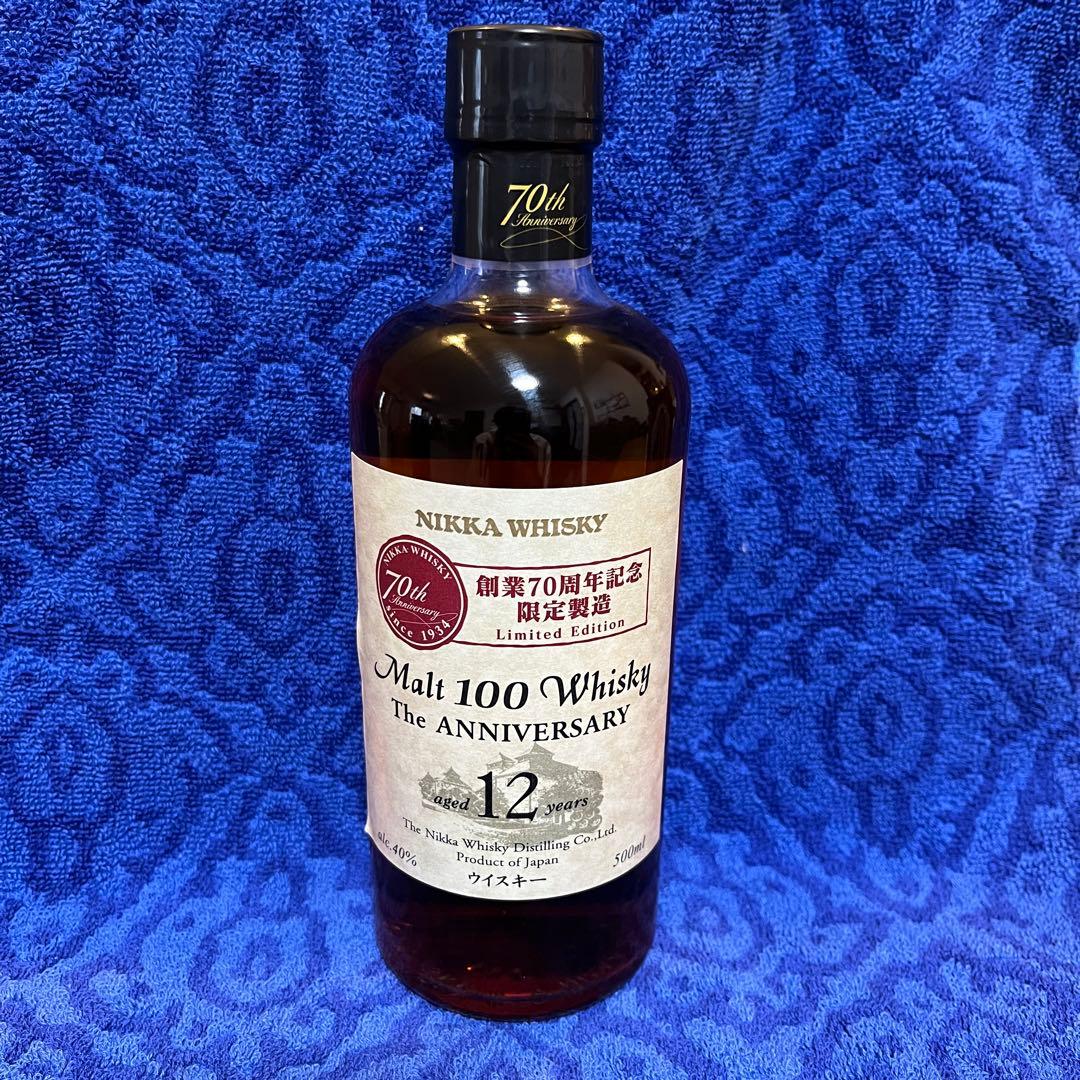 70th
Anniversary
NIKKA WHISKY
NIKKA WHISKY
70th
Anniversary
since 1934
創業70周年記念
限定製造
Limited Edition
Malt 100 Whisky
The ANNIVERSARY
aged 12 years
The Nikka Whisky Distilling Co.,Ltd.
Product of Japan
alc.40%
500ml
ウイスキー